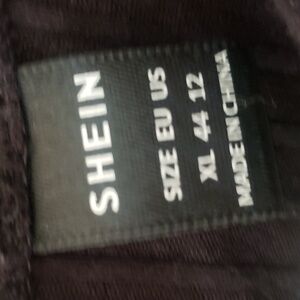 SHEIN
SIZE EU US
XL 44 12
MADE IN CHINA